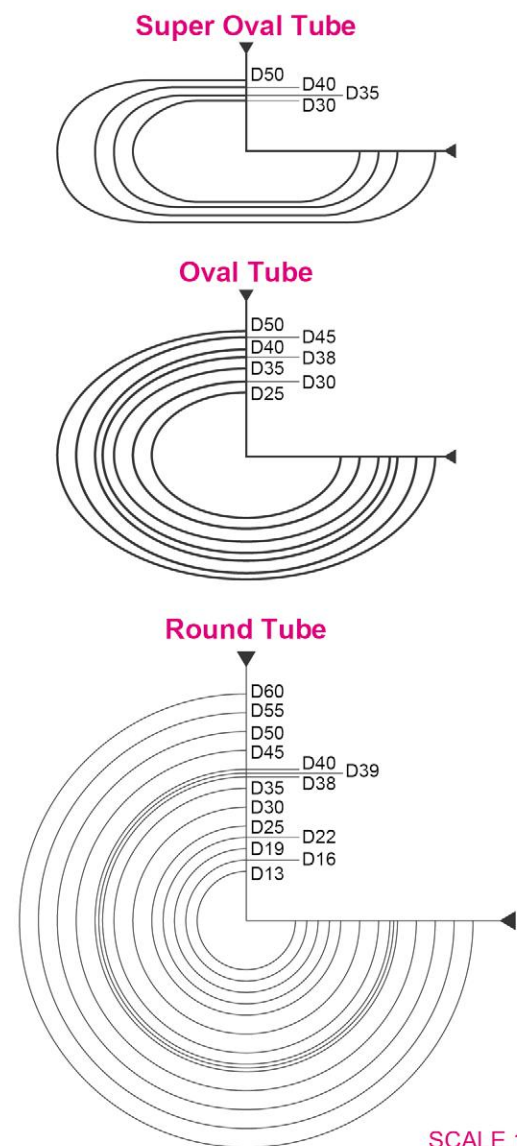 Super Oval Tube
D50
D40
D35
D30
Oval Tube
D50
D45
D40
D38
D35
D30
D25
Round Tube
D60
D55
D50
D45
D40
D39
D38
D35
D30
D25
D22
D19
D16
D13
SCALE